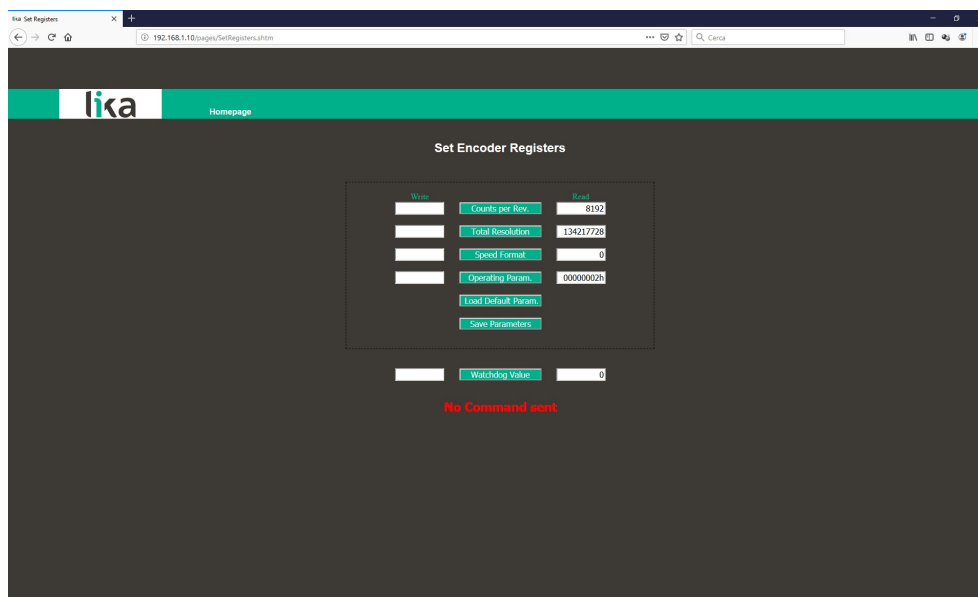 lika Set Registers
192.168.1.10/pages/SetRegisters.shtm
Cerca
lika
Homepage
Set Encoder Registers
Write Read
Counts per Rev. 8192
Total Resolution 134217728
Speed Format 0
Operating Param. 00000002h
Load Default Param.
Save Parameters
Watchdog Value 0
No Command sent